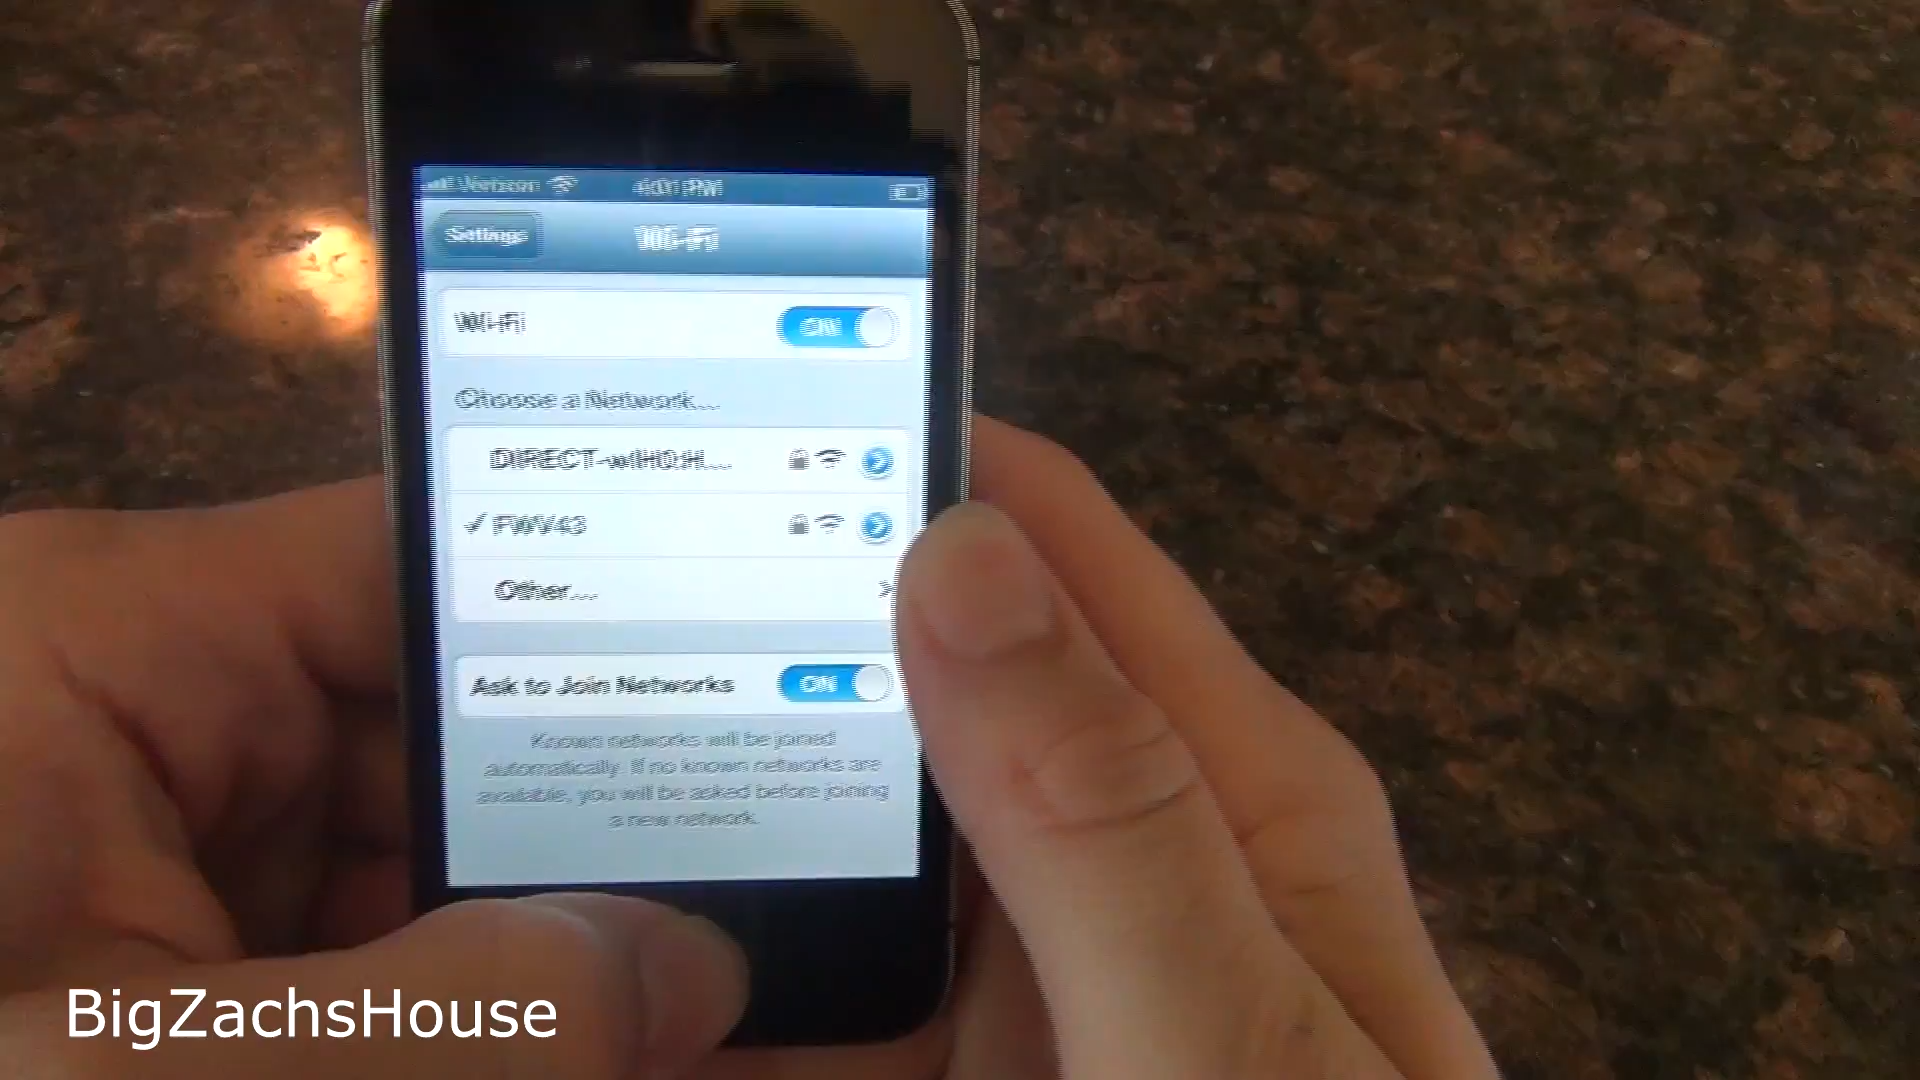 Verizon
4:01 PM
Settings
Wi-Fi
Wi-Fi
ON
Choose a Network...
✓ FWV43
Other...
Ask to Join Networks
ON
Known networks will be joined
automatically. If no known networks are
available, you will be asked before joining
a new network.
BigZachsHouse